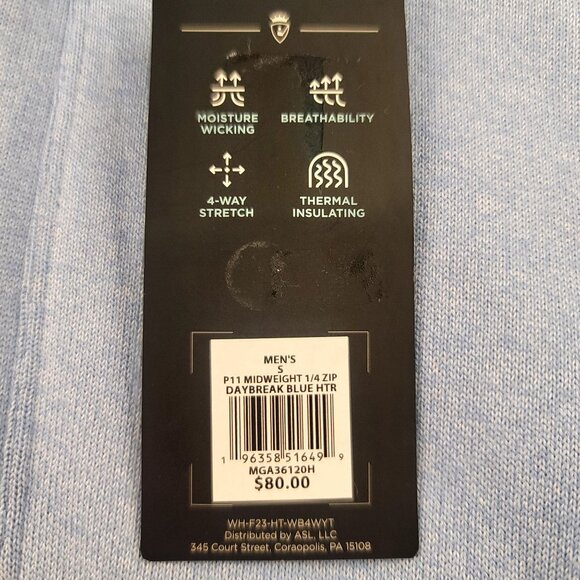 MOISTURE WICKING
BREATHABILITY
4-WAY STRETCH
THERMAL INSULATING
MEN'S
S
P11 MIDWEIGHT 1/4 ZIP
DAYBREAK BLUE HTR
1 96358 51649 9
MGA36120H
$80.00
WH-F23-HT-WB4WYT
Distributed by ASL, LLC
345 Court Street, Coraopolis, PA 15108